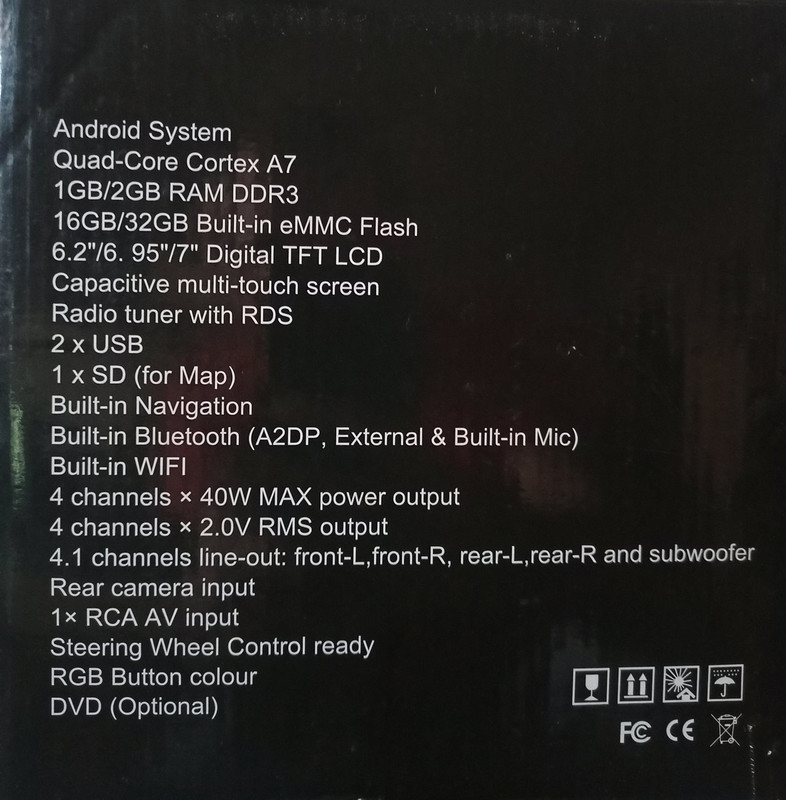 Android System
Quad-Core Cortex A7
1GB/2GB RAM DDR3
16GB/32GB Built-in eMMC Flash
6.2"/6. 95"/7" Digital TFT LCD
Capacitive multi-touch screen
Radio tuner with RDS
2 x USB
1 x SD (for Map)
Built-in Navigation
Built-in Bluetooth (A2DP, External & Built-in Mic)
Built-in WIFI
4 channels × 40W MAX power output
4 channels × 2.0V RMS output
4.1 channels line-out: front-L,front-R, rear-L,rear-R and subwoofer
Rear camera input
1× RCA AV input
Steering Wheel Control ready
RGB Button colour
DVD (Optional)
FC CE